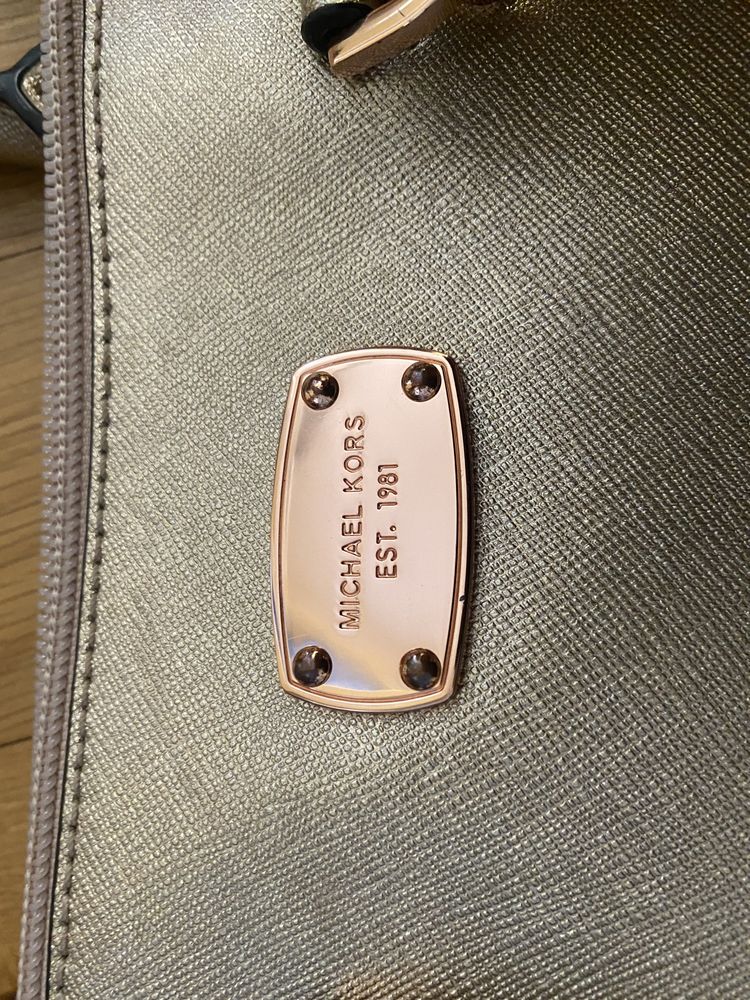 MICHAEL KORS
EST. 1981